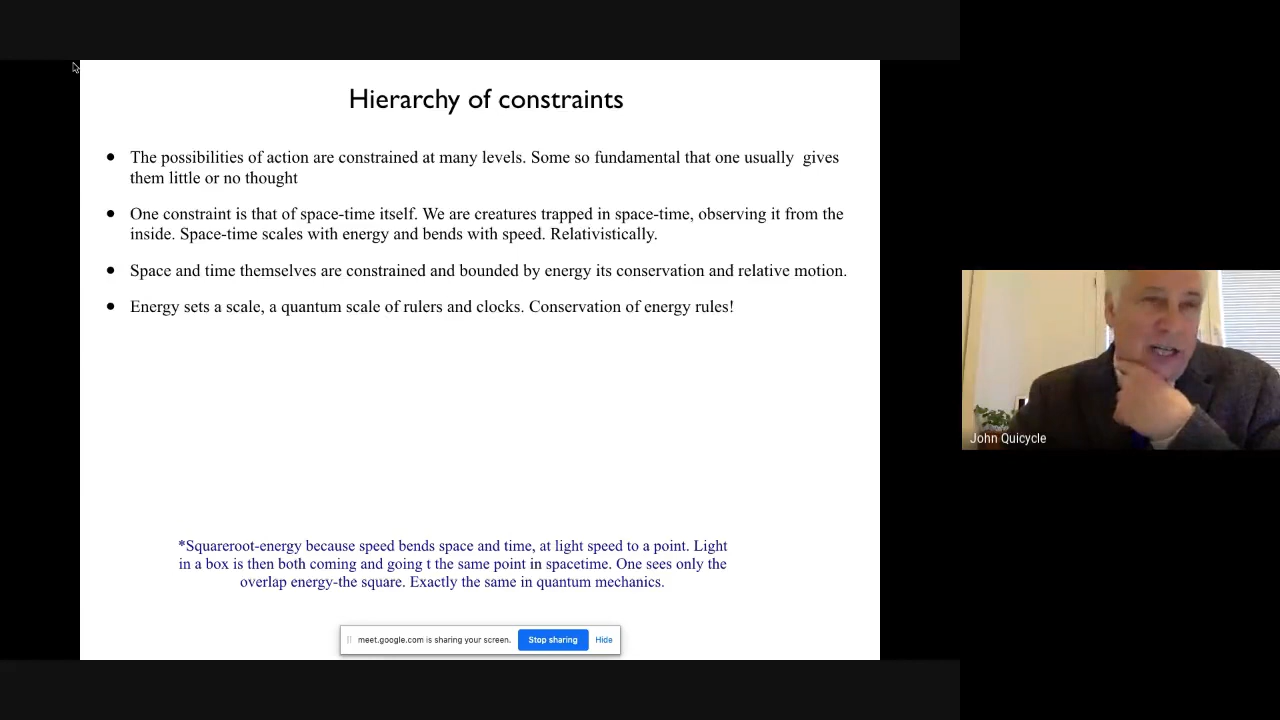 Hierarchy of constraints
The possibilities of action are constrained at many levels. Some so fundamental that one usually gives
them little or no thought
One constraint is that of space-time itself. We are creatures trapped in space-time, observing it from the
inside. Space-time scales with energy and bends with speed. Relativistically.
Space and time themselves are constrained and bounded by energy its conservation and relative motion.
Energy sets a scale, a quantum scale of rulers and clocks. Conservation of energy rules!
*Squareroot-energy because speed bends space and time, at light speed to a point. Light
in a box is then both coming and going t the same point in spacetime. One sees only the
overlap energy-the square. Exactly the same in quantum mechanics.
meet.google.com is sharing your screen. Stop sharing Hide
John Quicycle